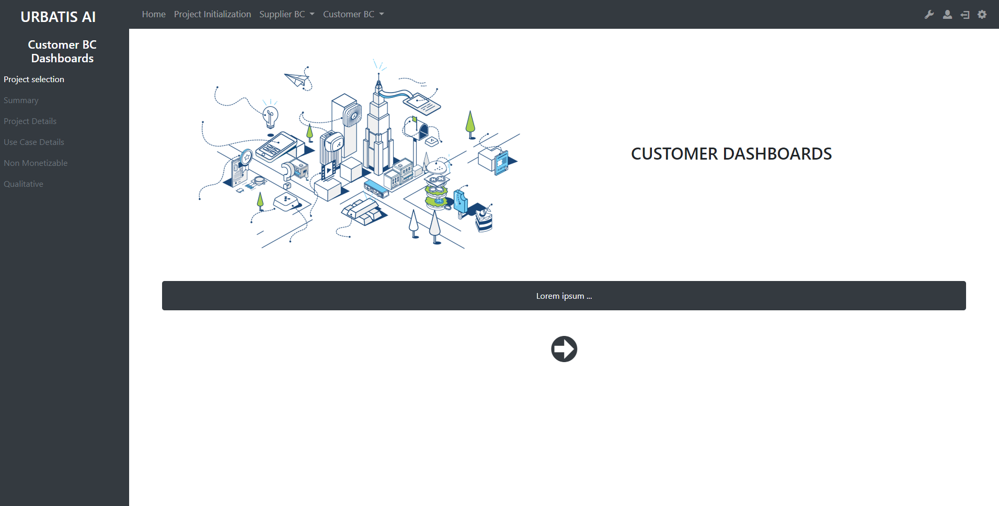 URBATIS AI
Home
Project Initialization
Supplier BC
Customer BC
Customer BC
Dashboards
Project selection
Summary
Project Details
Use Case Details
Non Monetizable
Qualitative
CUSTOMER DASHBOARDS
Lorem ipsum ...